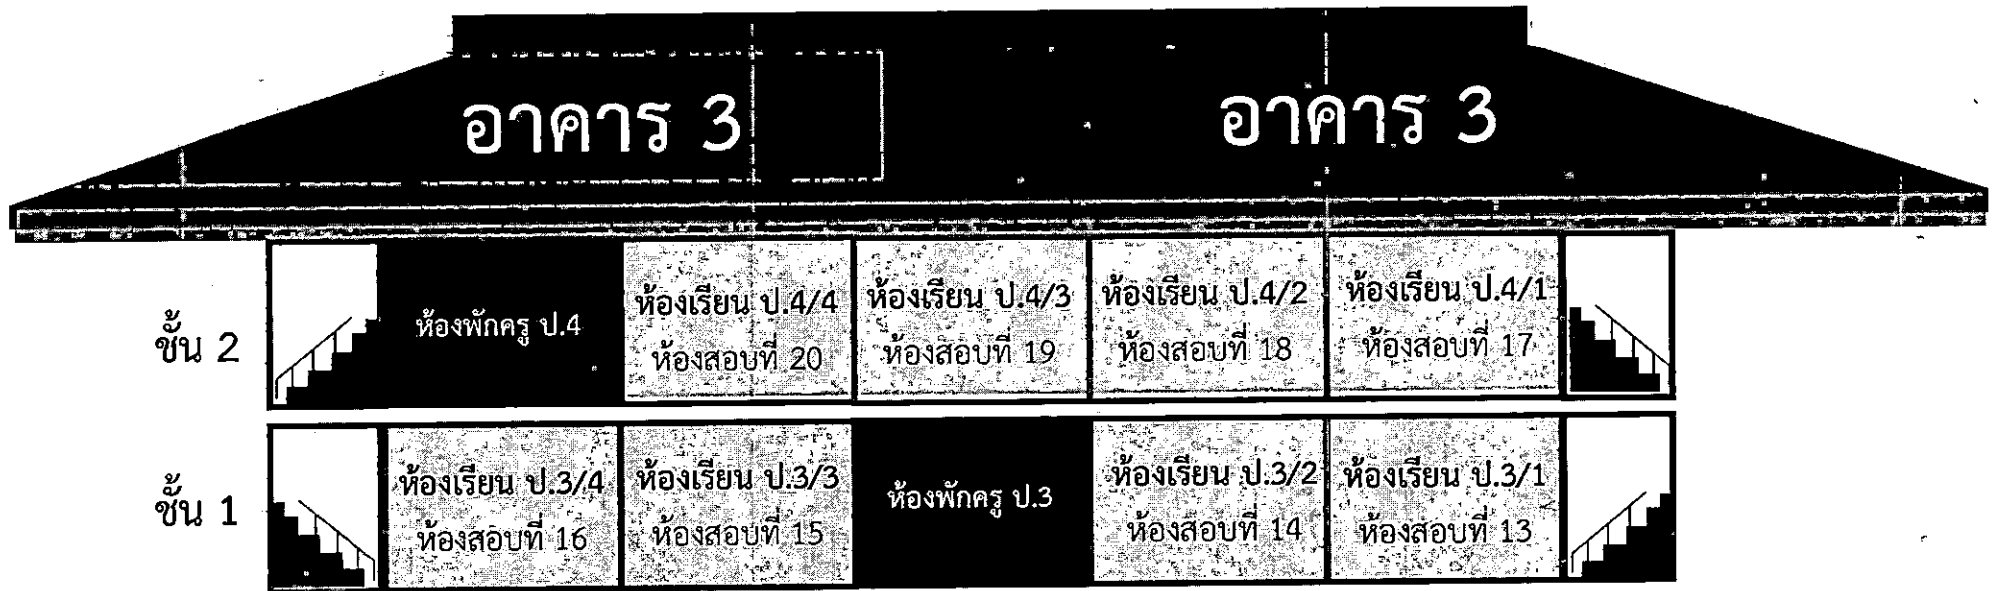 อาคาร 3
อาคาร 3
ชั้น 2
ห้องพักครู ป.4
ห้องเรียน ป.4/4
ห้องสอบที่ 20
ห้องเรียน ป.4/3
ห้องสอบที่ 19
ห้องเรียน ป.4/2
ห้องสอบที่ 18
ห้องเรียน ป.4/1
ห้องสอบที่ 17
ชั้น 1
ห้องเรียน ป.3/4
ห้องสอบที่ 16
ห้องเรียน ป.3/3
ห้องสอบที่ 15
ห้องพักครู ป.3
ห้องเรียน ป.3/2
ห้องสอบที่ 14
ห้องเรียน ป.3/1
ห้องสอบที่ 13